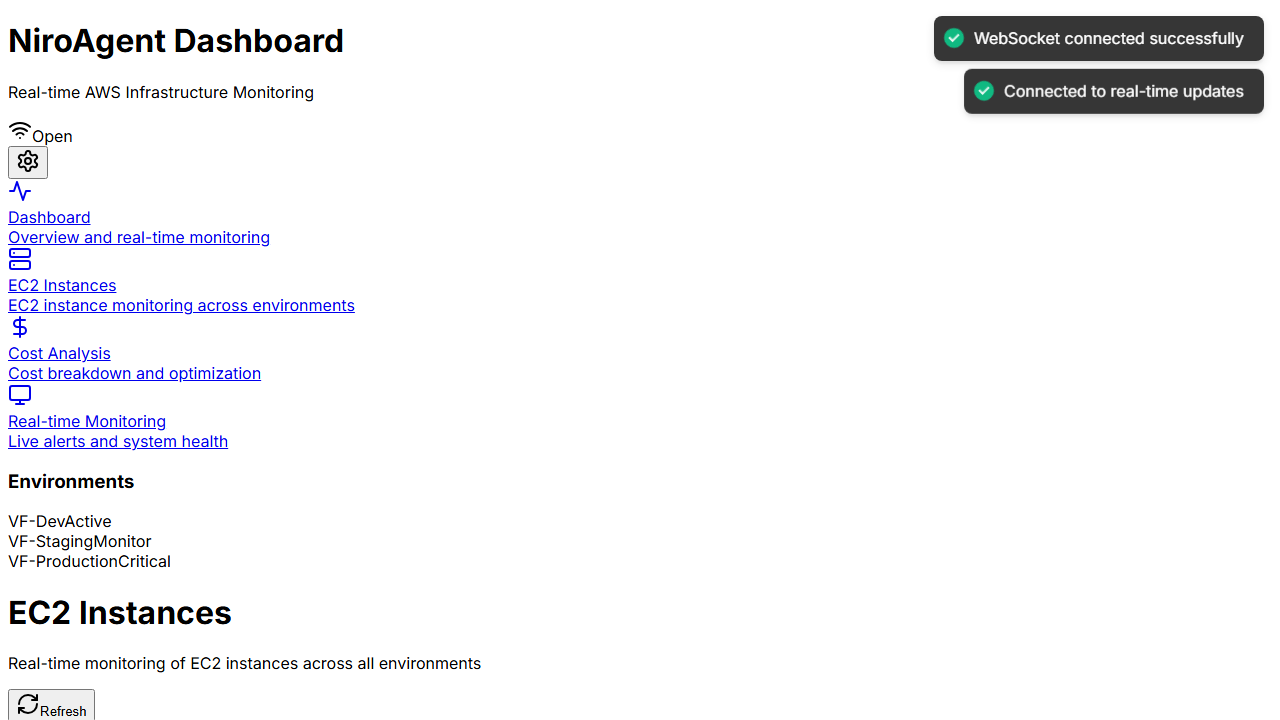 NiroAgent Dashboard
Real-time AWS Infrastructure Monitoring
WebSocket connected successfully
Connected to real-time updates
Open
Dashboard
Overview and real-time monitoring
EC2 Instances
EC2 instance monitoring across environments
Cost Analysis
Cost breakdown and optimization
Real-time Monitoring
Live alerts and system health
Environments
VF-DevActive
VF-StagingMonitor
VF-ProductionCritical
EC2 Instances
Real-time monitoring of EC2 instances across all environments
Refresh